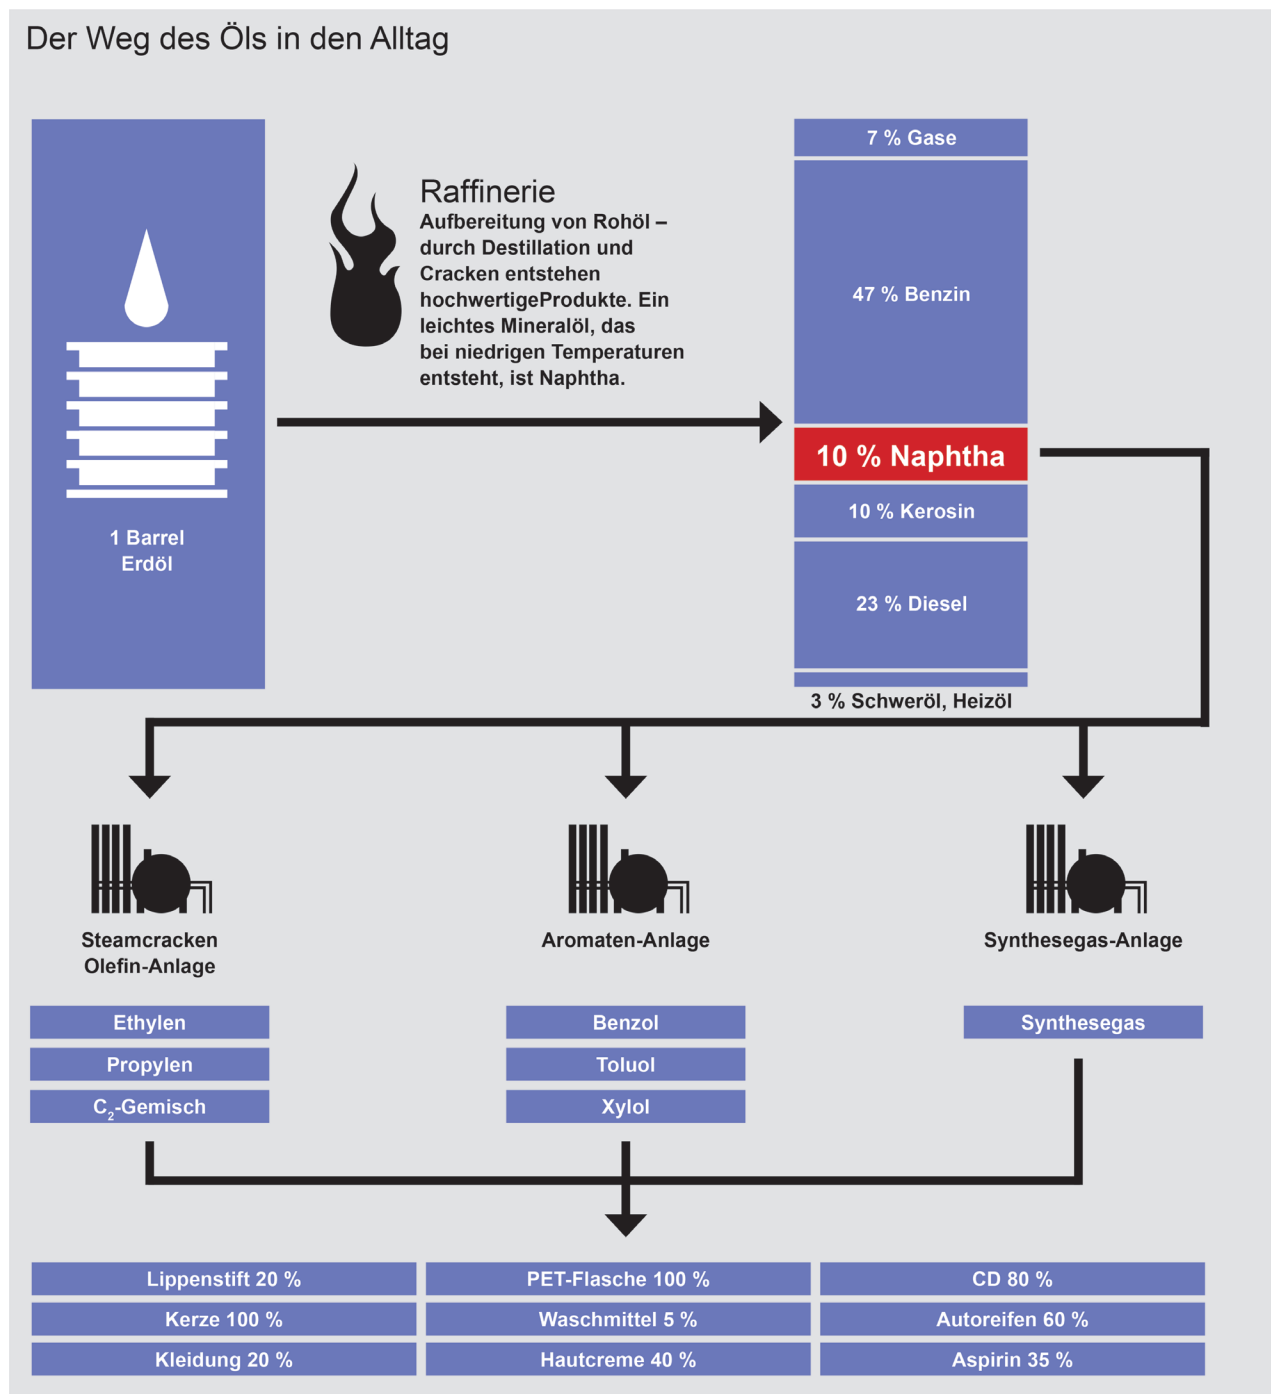 Der Weg des Öls in den Alltag
Raffinerie
Aufbereitung von Rohöl –
durch Destillation und
Cracken entstehen
hochwertigeProdukte. Ein
leichtes Mineralöl, das
bei niedrigen Temperaturen
entsteht, ist Naphtha.
1 Barrel
Erdöl
7 % Gase
47 % Benzin
10 % Naphtha
10 % Kerosin
23 % Diesel
3 % Schweröl, Heizöl
Steamcracken
Olefin-Anlage
Aromaten-Anlage
Synthesegas-Anlage
Ethylen
Propylen
C₂-Gemisch
Benzol
Toluol
Xylol
Synthesegas
Lippenstift 20 %
Kerze 100 %
Kleidung 20 %
PET-Flasche 100 %
Waschmittel 5 %
Hautcreme 40 %
CD 80 %
Autoreifen 60 %
Aspirin 35 %